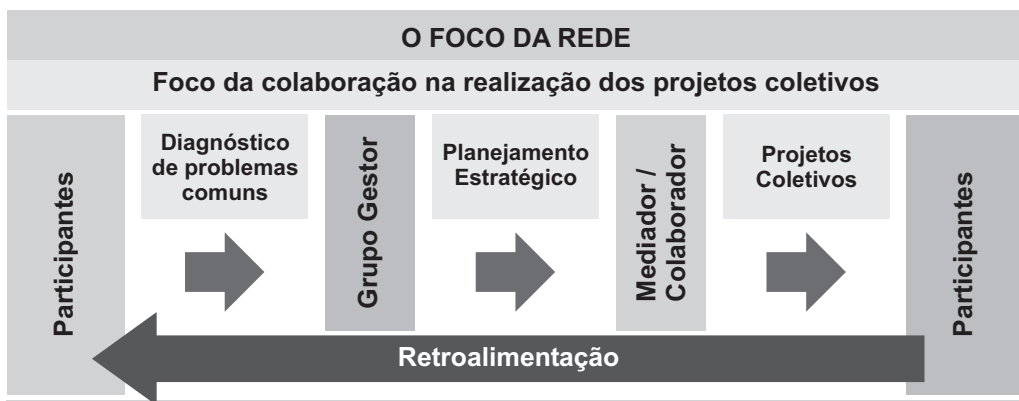 O FOCO DA REDE
Foco da colaboração na realização dos projetos coletivos
Participantes
Diagnóstico
de problemas
comuns
Grupo Gestor
Planejamento
Estratégico
Mediador /
Colaborador
Projetos
Coletivos
Participantes
Retroalimentação